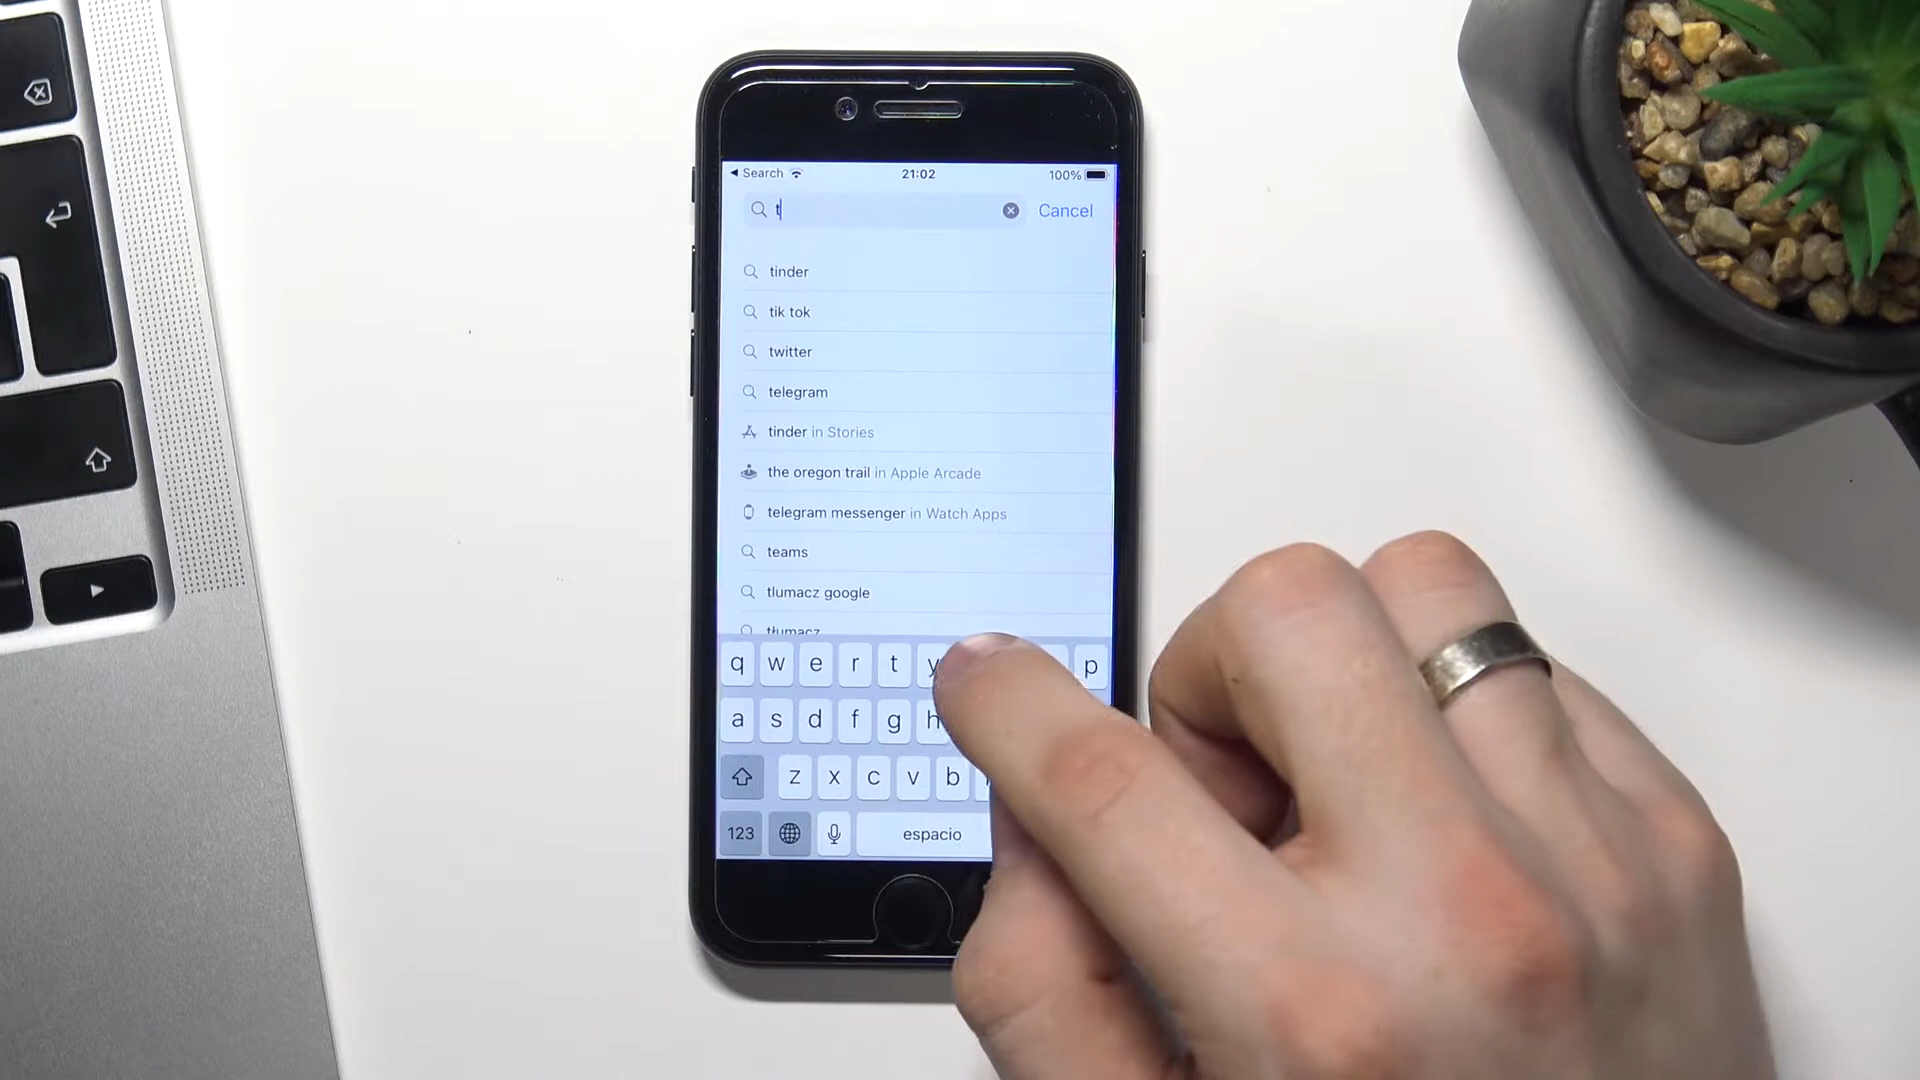 Search 21:02 100%
t Cancel
tinder
tik tok
twitter
telegram
tinder in Stories
the oregon trail in Apple Arcade
telegram messenger in Watch Apps
teams
tlumacz google
tłumacz
q w e r t y p
a s d f g h
z x c v b
123 espacio